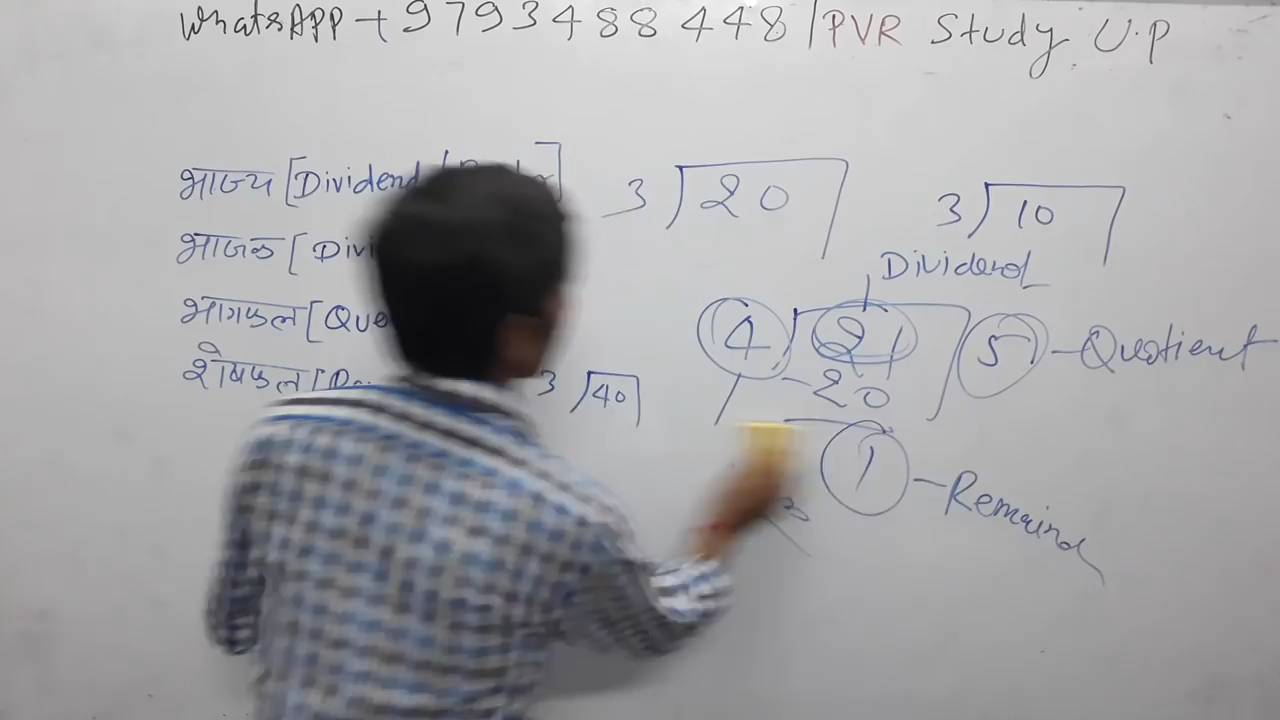 WhatsAPP + 9793488448 / PVR Study U.P
भाज्य [Dividend
भाजक [Divi
भागफल [Quo
शेषफल [
3 ) 20
3 ) 10
3 ) 40
Dividend
4 ) 21 ( 5 - Quotient
- 20
1 - Remaind